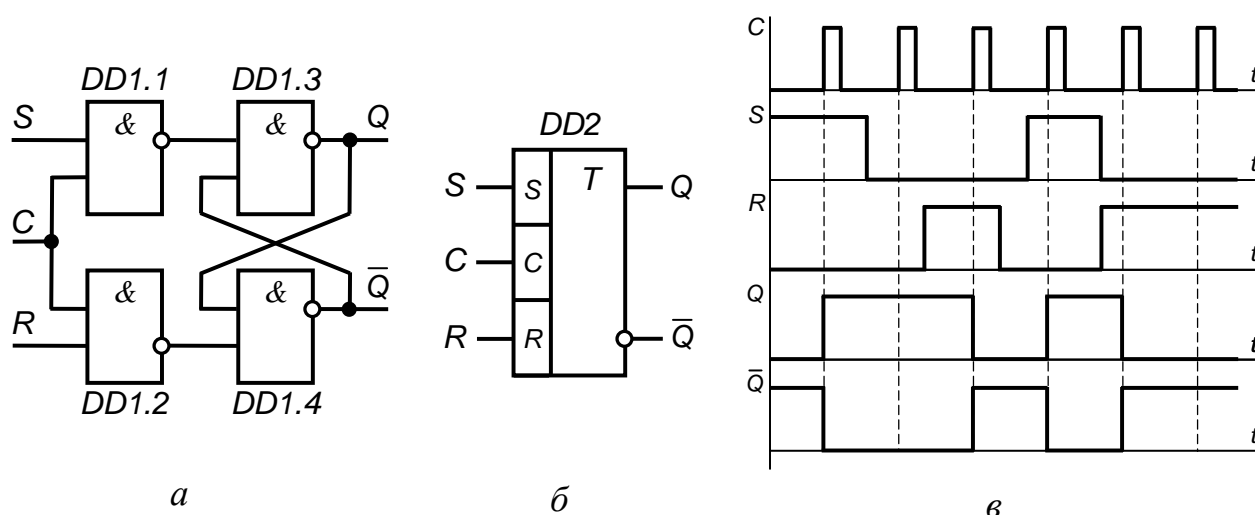 DD1.1 DD1.3
S & & Q
C
R & & Q̅
DD1.2 DD1.4
а
DD2
S S T Q
C C
R R Q̅
б
C t
S t
R t
Q t
Q̅ t
в